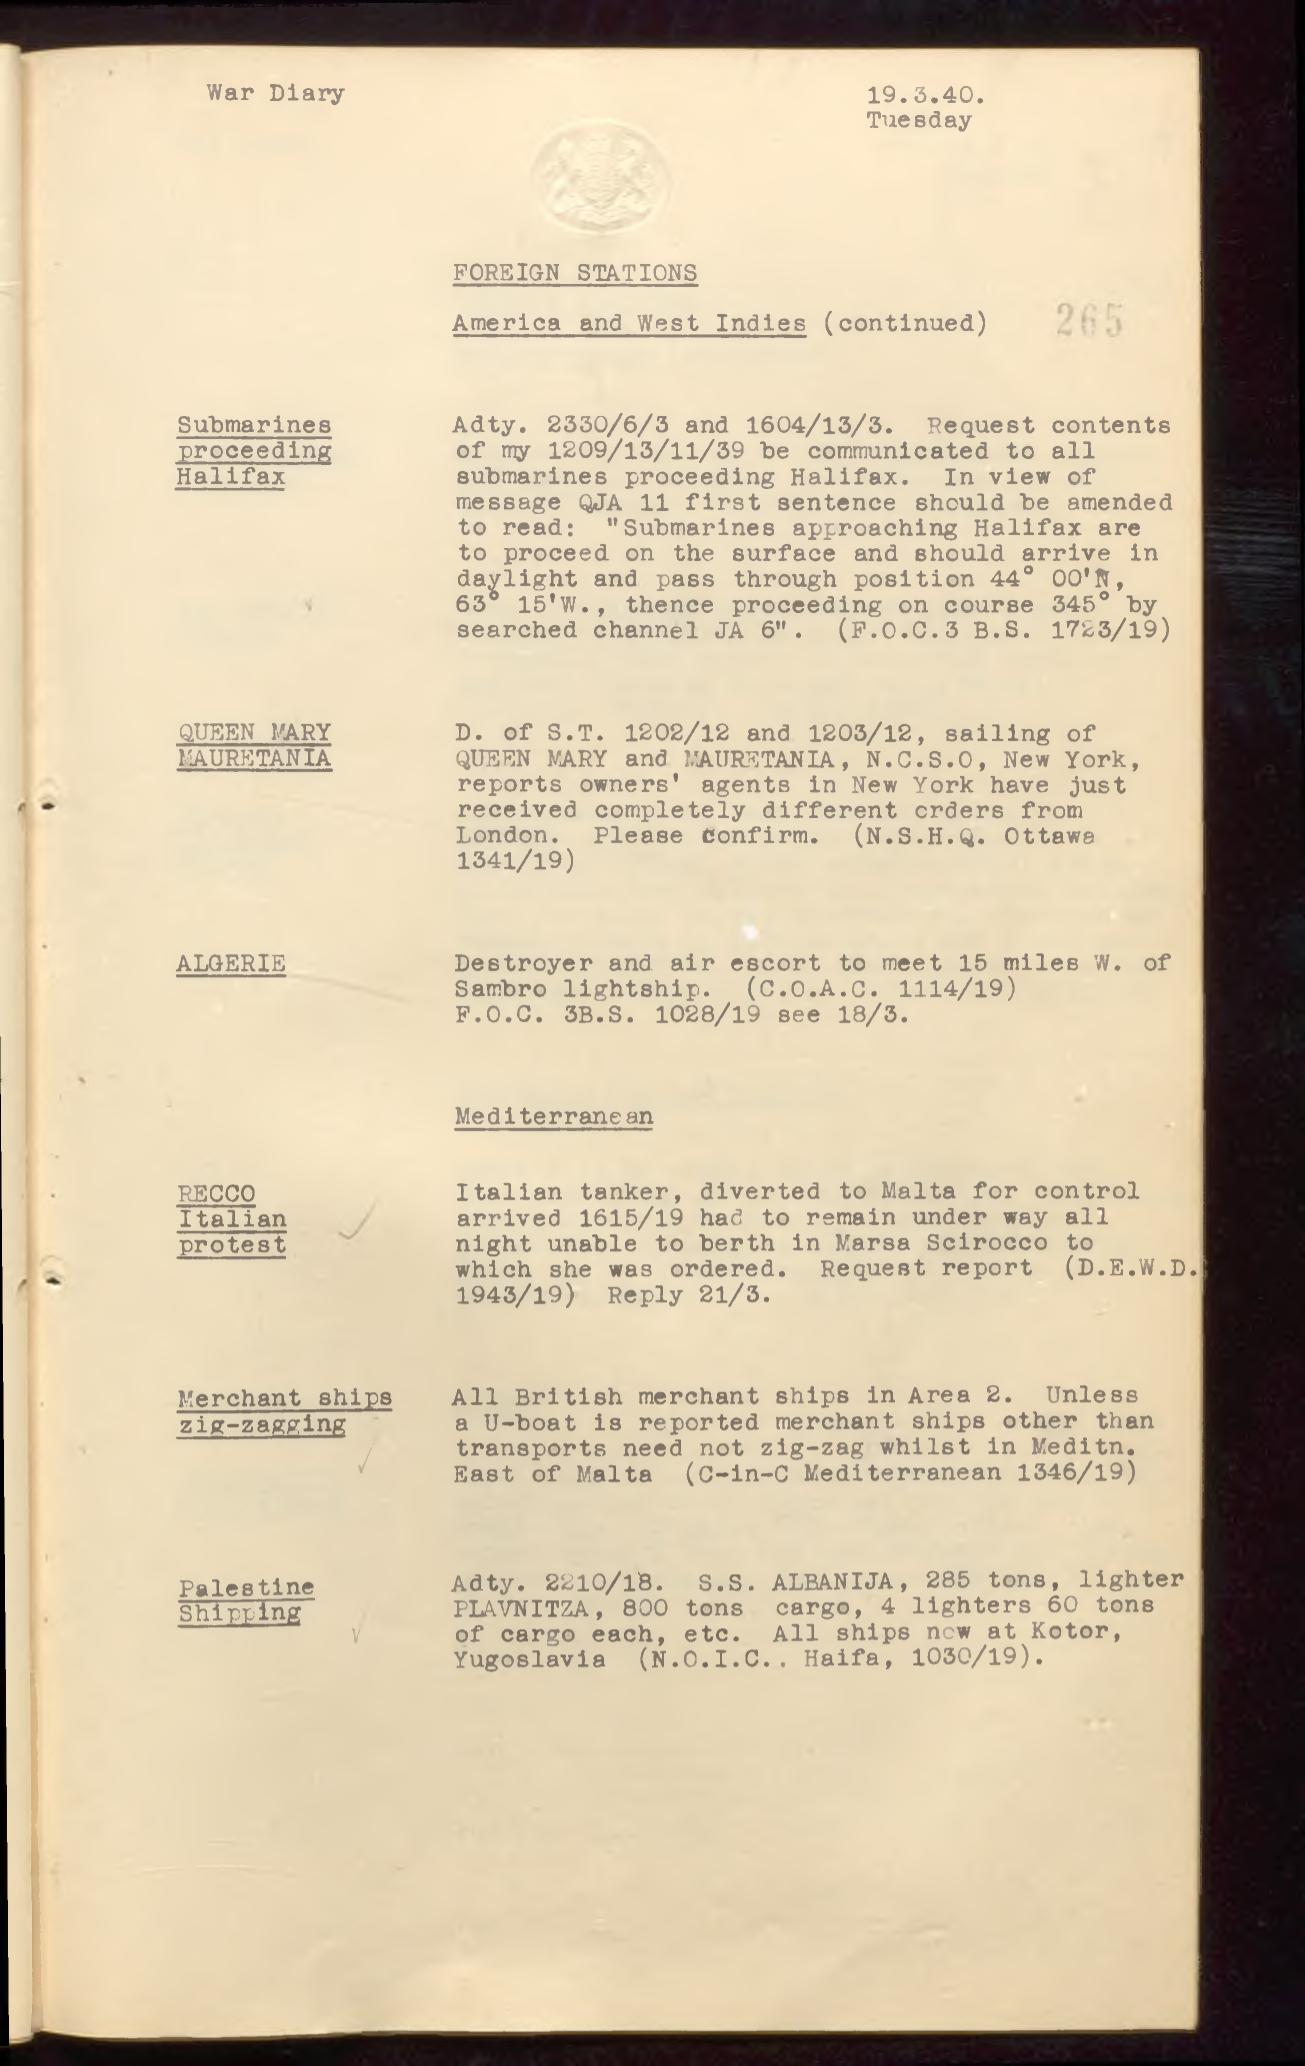 War Diary
19.3.40.
Tuesday
FOREIGN STATIONS
America and West Indies (continued)
265
Submarines
proceeding
Halifax
Adty. 2330/6/3 and 1604/13/3. Request contents
of my 1209/13/11/39 be communicated to all
submarines proceeding Halifax. In view of
message QJA 11 first sentence should be amended
to read: "Submarines approaching Halifax are
to proceed on the surface and should arrive in
daylight and pass through position 44° 00'N,
63° 15'W., thence proceeding on course 345° by
searched channel JA 6". (F.O.C.3 B.S. 1723/19)
QUEEN MARY
MAURETANIA
D. of S.T. 1202/12 and 1203/12, sailing of
QUEEN MARY and MAURETANIA, N.C.S.O, New York,
reports owners' agents in New York have just
received completely different orders from
London. Please confirm. (N.S.H.Q. Ottawa
1341/19)
ALGERIE
Destroyer and air escort to meet 15 miles W. of
Sambro lightship. (C.O.A.C. 1114/19)
F.O.C. 3B.S. 1028/19 see 18/3.
Mediterranean
RECCO
Italian
protest
Italian tanker, diverted to Malta for control
arrived 1615/19 had to remain under way all
night unable to berth in Marsa Scirocco to
which she was ordered. Request report (D.E.W.D.
1943/19) Reply 21/3.
Merchant ships
zig-zagging
All British merchant ships in Area 2. Unless
a U-boat is reported merchant ships other than
transports need not zig-zag whilst in Meditn.
East of Malta (C-in-C Mediterranean 1346/19)
Palestine
Shipping
Adty. 2210/18. S.S. ALBANIJA, 285 tons, lighter
PLAVNITZA, 800 tons cargo, 4 lighters 60 tons
of cargo each, etc. All ships now at Kotor,
Yugoslavia (N.O.I.C.. Haifa, 1030/19).